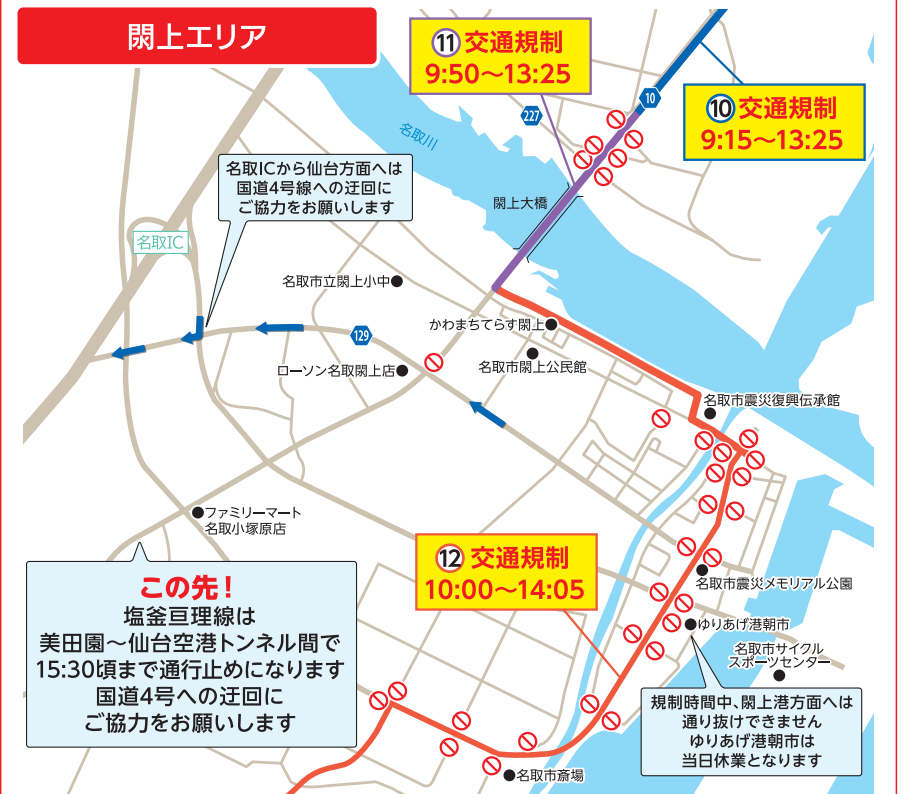 閖上エリア
⑪交通規制
9:50〜13:25
10
227
⑩交通規制
9:15〜13:25
名取川
名取ICから仙台方面へは
国道4号線への迂回に
ご協力をお願いします
閖上大橋
名取IC
名取市立閖上小中
かわまちてらす閖上
129
名取市閖上公民館
ローソン名取閖上店
名取市震災復興伝承館
ファミリーマート
名取小塚原店
⑫交通規制
10:00〜14:05
この先！
塩釜亘理線は
美田園〜仙台空港トンネル間で
15:30頃まで通行止めになります
国道4号への迂回に
ご協力をお願いします
名取市震災メモリアル公園
ゆりあげ港朝市
名取市サイクル
スポーツセンター
規制時間中、閖上港方面へは
通り抜けできません
ゆりあげ港朝市は
当日休業となります
名取市斎場